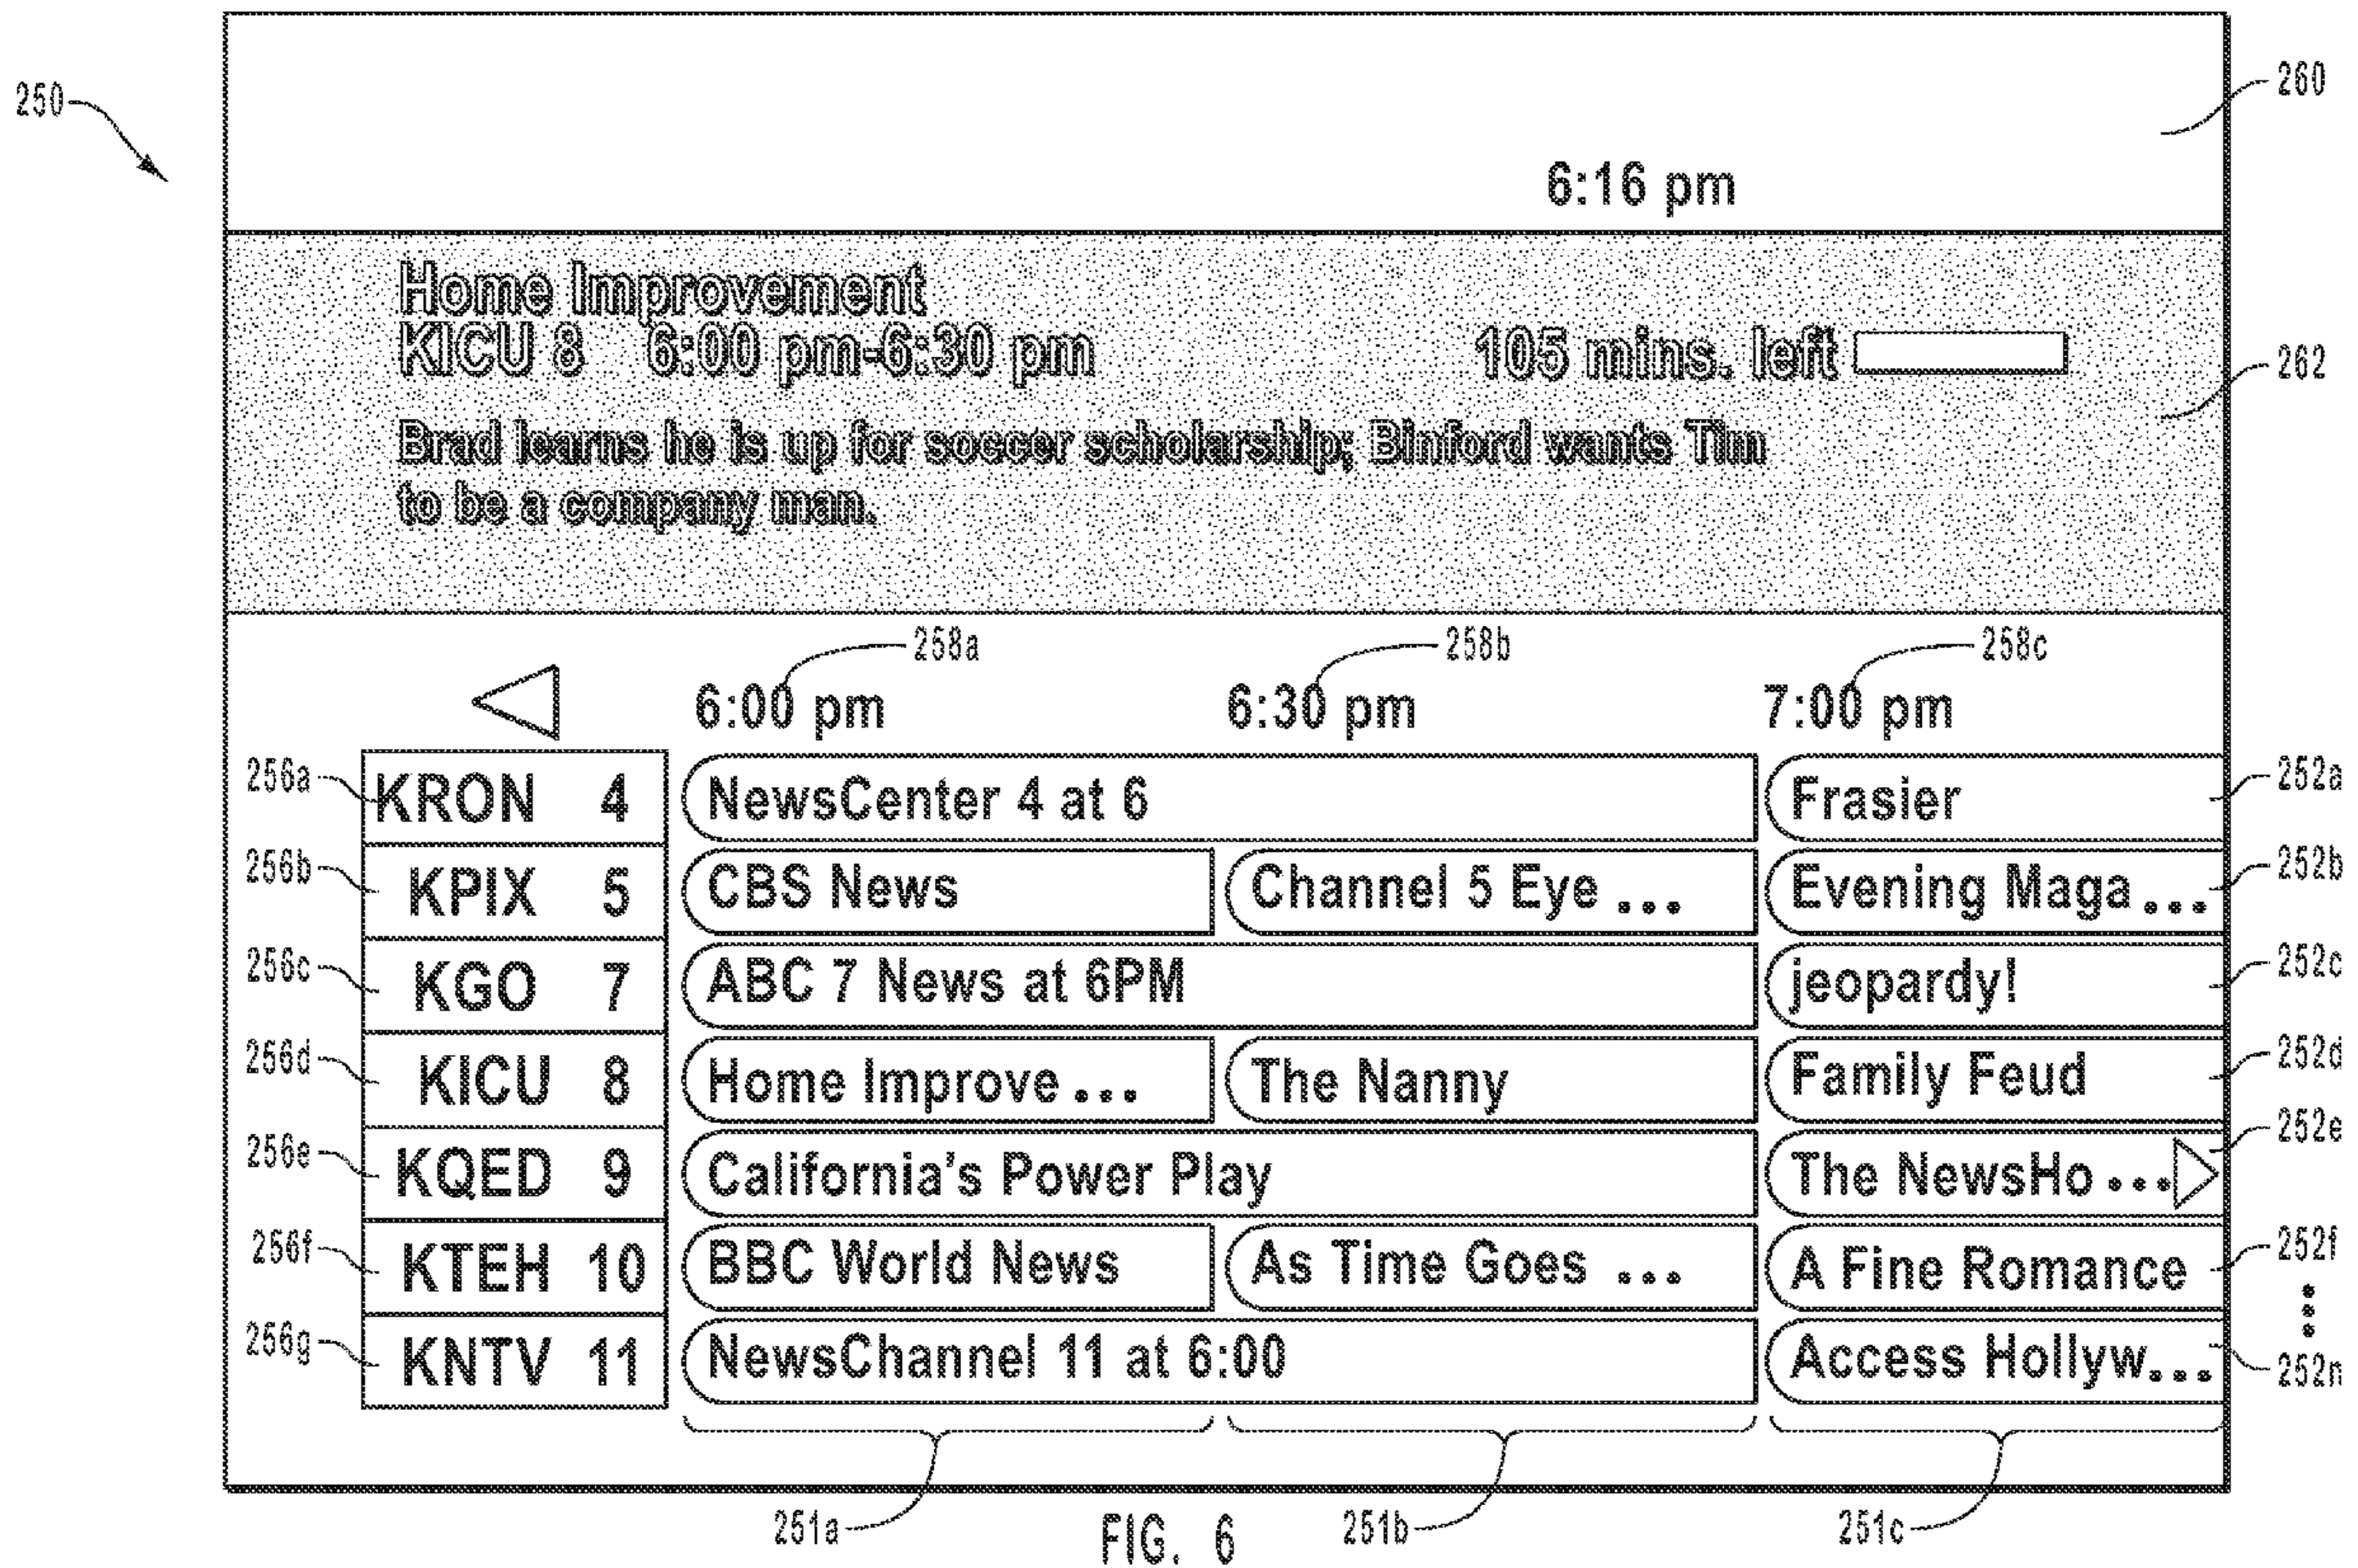 250
260
6:16 pm
Home Improvement
KICU 8 6:00 pm-6:30 pm 105 mins. left
262
Brad learns he is up for soccer scholarship; Binford wants Tim
to be a company man.
258a 258b 258c
6:00 pm 6:30 pm 7:00 pm
256a KRON 4 NewsCenter 4 at 6 Frasier 252a
256b KPIX 5 CBS News Channel 5 Eye ... Evening Maga ... 252b
256c KGO 7 ABC 7 News at 6PM jeopardy! 252c
256d KICU 8 Home Improve ... The Nanny Family Feud 252d
256e KQED 9 California's Power Play The NewsHo ... 252e
256f KTEH 10 BBC World News As Time Goes ... A Fine Romance 252f
256g KNTV 11 NewsChannel 11 at 6:00 Access Hollyw... 252n
251a 251b 251c
FIG. 6